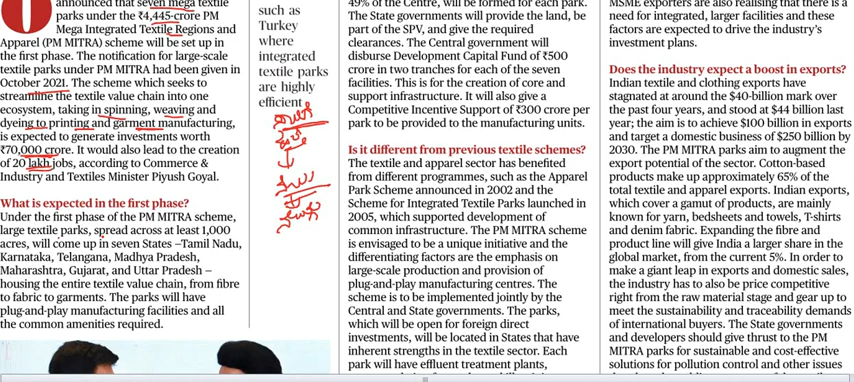 announced that seven mega textile
parks under the ₹4,445-crore PM
Mega Integrated Textile Regions and
Apparel (PM MITRA) scheme will be set up in
the first phase. The notification for large-scale
textile parks under PM MITRA had been given in
October 2021. The scheme which seeks to
streamline the textile value chain into one
ecosystem, taking in spinning, weaving and
dyeing to printing and garment manufacturing,
is expected to generate investments worth
₹70,000 crore. It would also lead to the creation
of 20 lakh jobs, according to Commerce &
Industry and Textiles Minister Piyush Goyal.
What is expected in the first phase?
Under the first phase of the PM MITRA scheme,
large textile parks, spread across at least 1,000
acres, will come up in seven States —Tamil Nadu,
Karnataka, Telangana, Madhya Pradesh,
Maharashtra, Gujarat, and Uttar Pradesh —
housing the entire textile value chain, from fibre
to fabric to garments. The parks will have
plug-and-play manufacturing facilities and all
the common amenities required.
such as
Turkey
where
integrated
textile parks
are highly
efficient
49% of the Centre, will be formed for each park.
The State governments will provide the land, be
part of the SPV, and give the required
clearances. The Central government will
disburse Development Capital Fund of ₹500
crore in two tranches for each of the seven
facilities. This is for the creation of core and
support infrastructure. It will also give a
Competitive Incentive Support of ₹300 crore per
park to be provided to the manufacturing units.
Is it different from previous textile schemes?
The textile and apparel sector has benefited
from different programmes, such as the Apparel
Park Scheme announced in 2002 and the
Scheme for Integrated Textile Parks launched in
2005, which supported development of
common infrastructure. The PM MITRA scheme
is envisaged to be a unique initiative and the
differentiating factors are the emphasis on
large-scale production and provision of
plug-and-play manufacturing centres. The
scheme is to be implemented jointly by the
Central and State governments. The parks,
which will be open for foreign direct
investments, will be located in States that have
inherent strengths in the textile sector. Each
park will have effluent treatment plants,
MSME exporters are also realising that there is a
need for integrated, larger facilities and these
factors are expected to drive the industry's
investment plans.
Does the industry expect a boost in exports?
Indian textile and clothing exports have
stagnated at around the $40-billion mark over
the past four years, and stood at $44 billion last
year; the aim is to achieve $100 billion in exports
and target a domestic business of $250 billion by
2030. The PM MITRA parks aim to augment the
export potential of the sector. Cotton-based
products make up approximately 65% of the
total textile and apparel exports. Indian exports,
which cover a gamut of products, are mainly
known for yarn, bedsheets and towels, T-shirts
and denim fabric. Expanding the fibre and
product line will give India a larger share in the
global market, from the current 5%. In order to
make a giant leap in exports and domestic sales,
the industry has to also be price competitive
right from the raw material stage and gear up to
meet the sustainability and traceability demands
of international buyers. The State governments
and developers should give thrust to the PM
MITRA parks for sustainable and cost-effective
solutions for pollution control and other issues